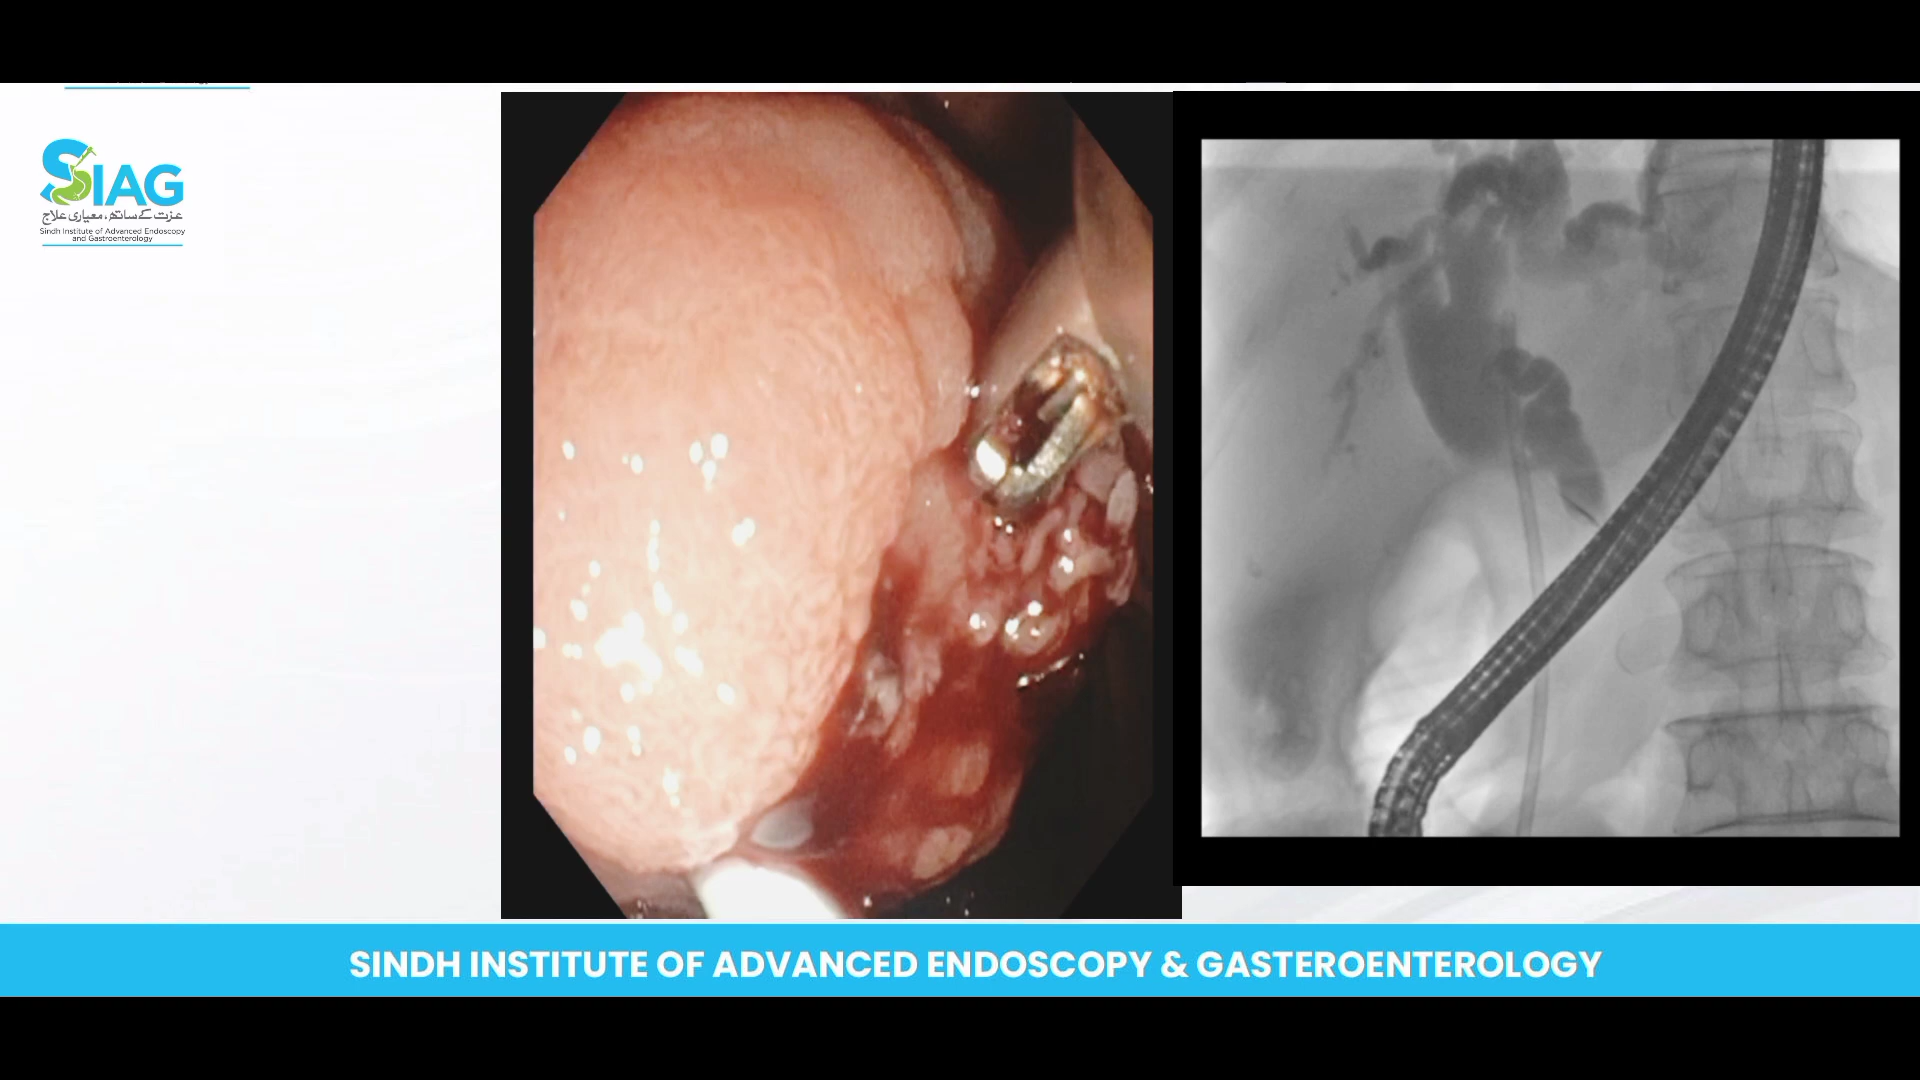 SIAG
عزت کے ساتھ، معیاری علاج
Sindh Institute of Advanced Endoscopy
and Gastroenterology
SINDH INSTITUTE OF ADVANCED ENDOSCOPY & GASTEROENTEROLOGY